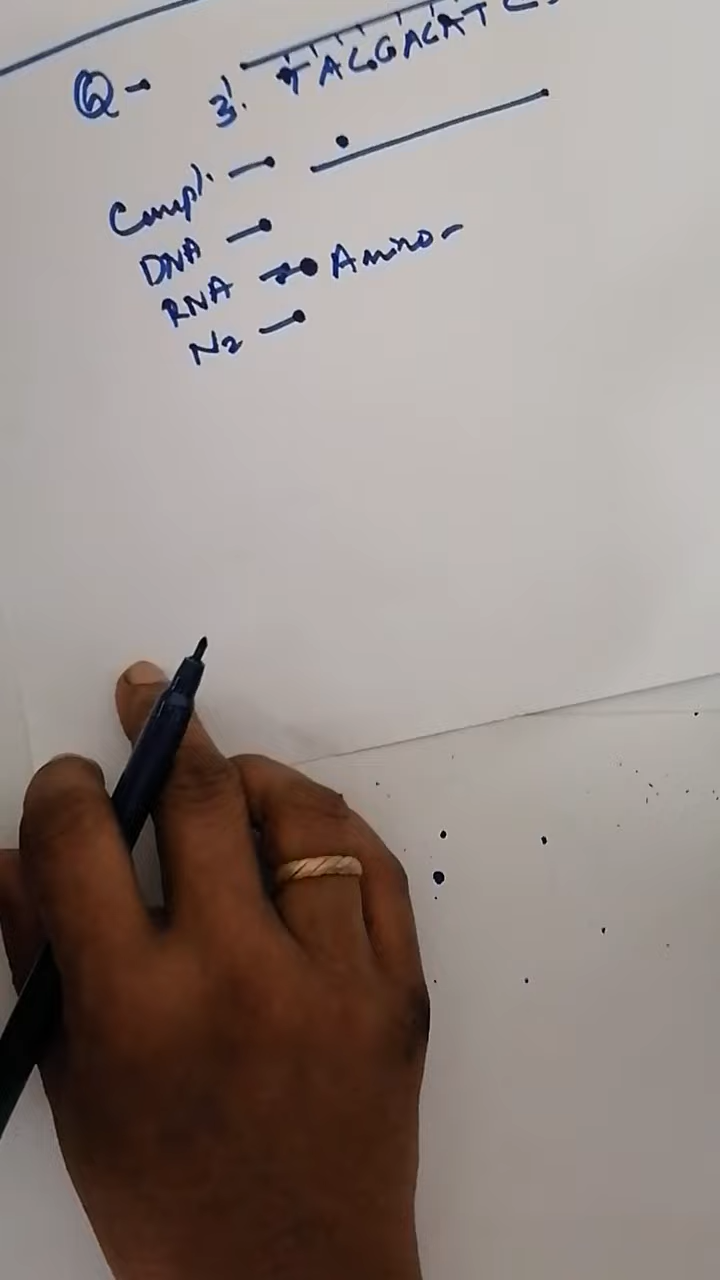 Q- 3'. TACGACAT
Compl.
DNA
RNA → Amino-
N2